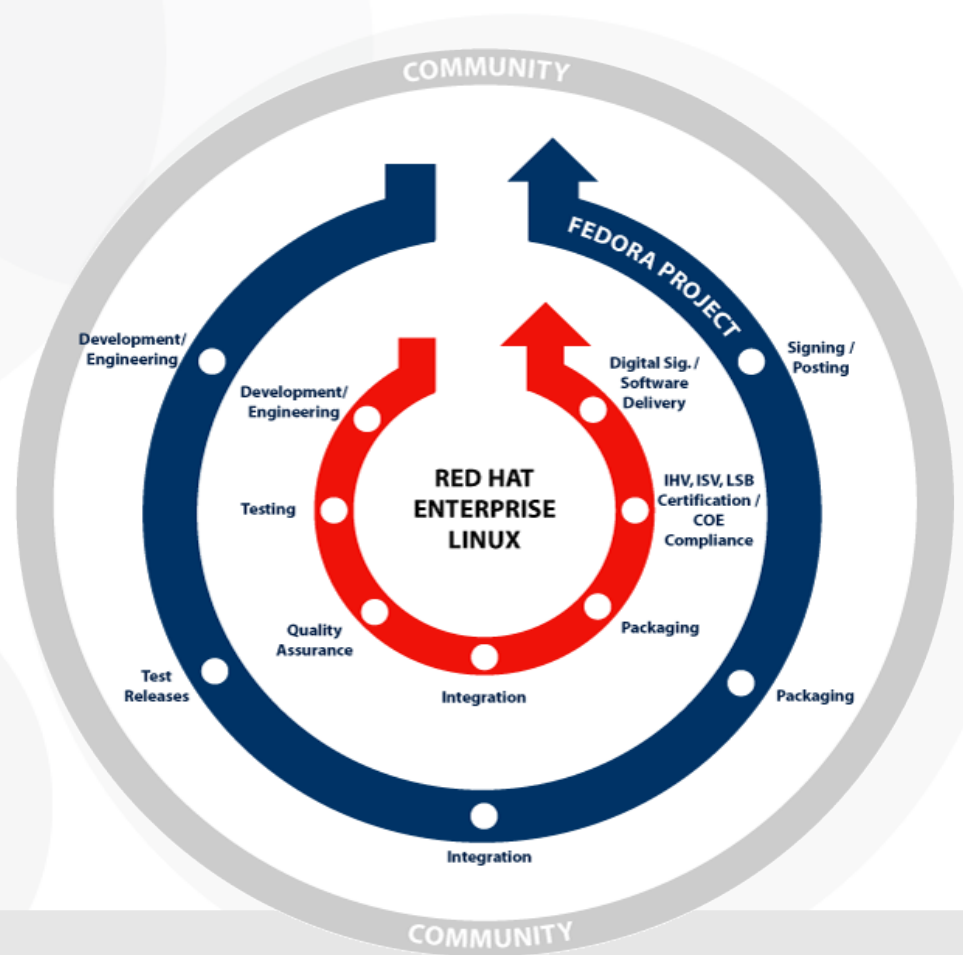 COMMUNITY
FEDORA PROJECT
Development/
Engineering
Signing /
Posting
Digital Sig. /
Software
Delivery
Development/
Engineering
RED HAT
ENTERPRISE
LINUX
Testing
IHV, ISV, LSB
Certification /
COE
Compliance
Quality
Assurance
Packaging
Integration
Test
Releases
Packaging
Integration
COMMUNITY